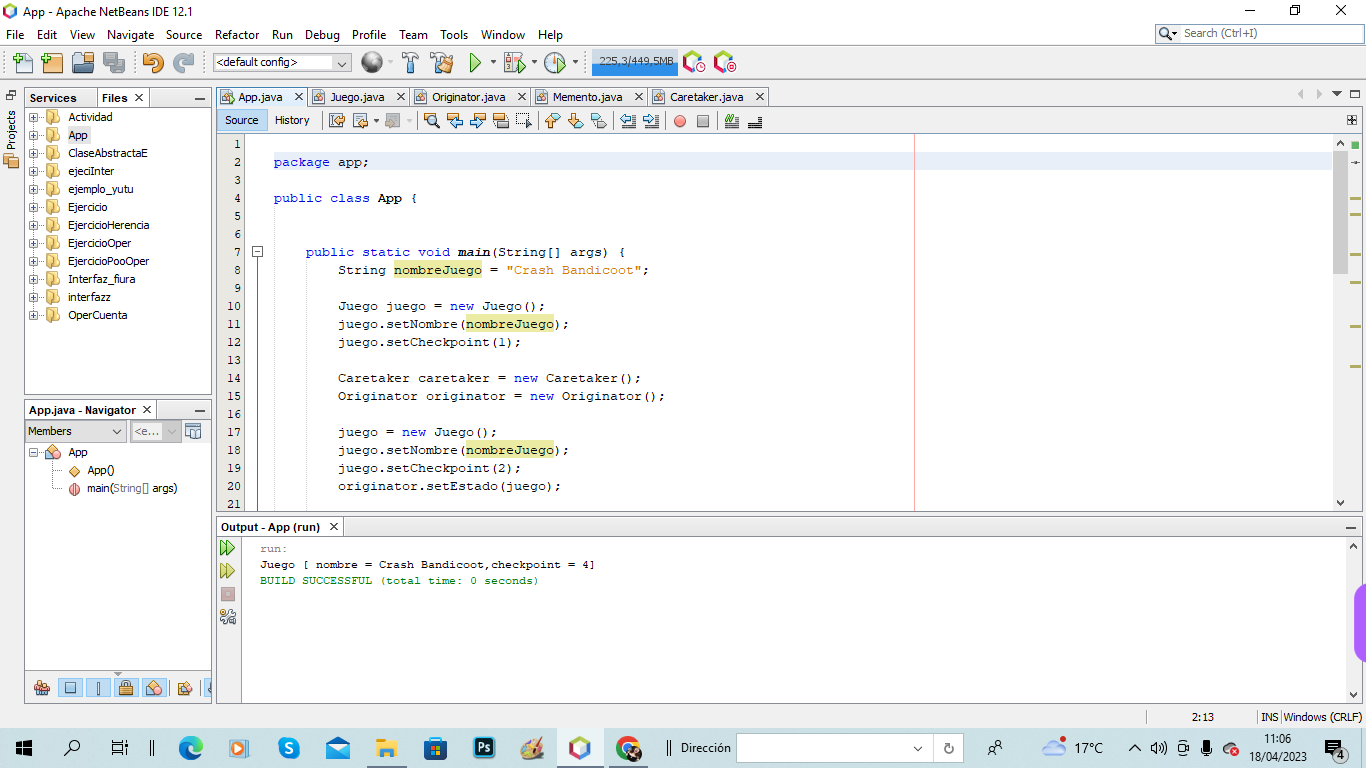 App - Apache NetBeans IDE 12.1
File Edit View Navigate Source Refactor Run Debug Profile Team Tools Window Help
Search (Ctrl+I)
<default config>
225,3/449,5MB
Projects
Services Files
Actividad
App
ClaseAbstractaE
ejeciInter
ejemplo_yutu
Ejercicio
EjercicioHerencia
EjercicioOper
EjercicioPooOper
Interfaz_fiura
interfazz
OperCuenta
App.java - Navigator
Members <e...
App
App()
main(String[] args)
App.java Juego.java Originator.java Memento.java Caretaker.java
Source History
1
2 package app;
3
4 public class App {
5
6
7 public static void main(String[] args) {
8 String nombreJuego = "Crash Bandicoot";
9
10 Juego juego = new Juego();
11 juego.setNombre(nombreJuego);
12 juego.setCheckpoint(1);
13
14 Caretaker caretaker = new Caretaker();
15 Originator originator = new Originator();
16
17 juego = new Juego();
18 juego.setNombre(nombreJuego);
19 juego.setCheckpoint(2);
20 originator.setEstado(juego);
21
Output - App (run)
run:
Juego [ nombre = Crash Bandicoot,checkpoint = 4]
BUILD SUCCESSFUL (total time: 0 seconds)
2:13 INS Windows (CRLF)
S
Ps
Dirección
17°C
11:06
18/04/2023
4